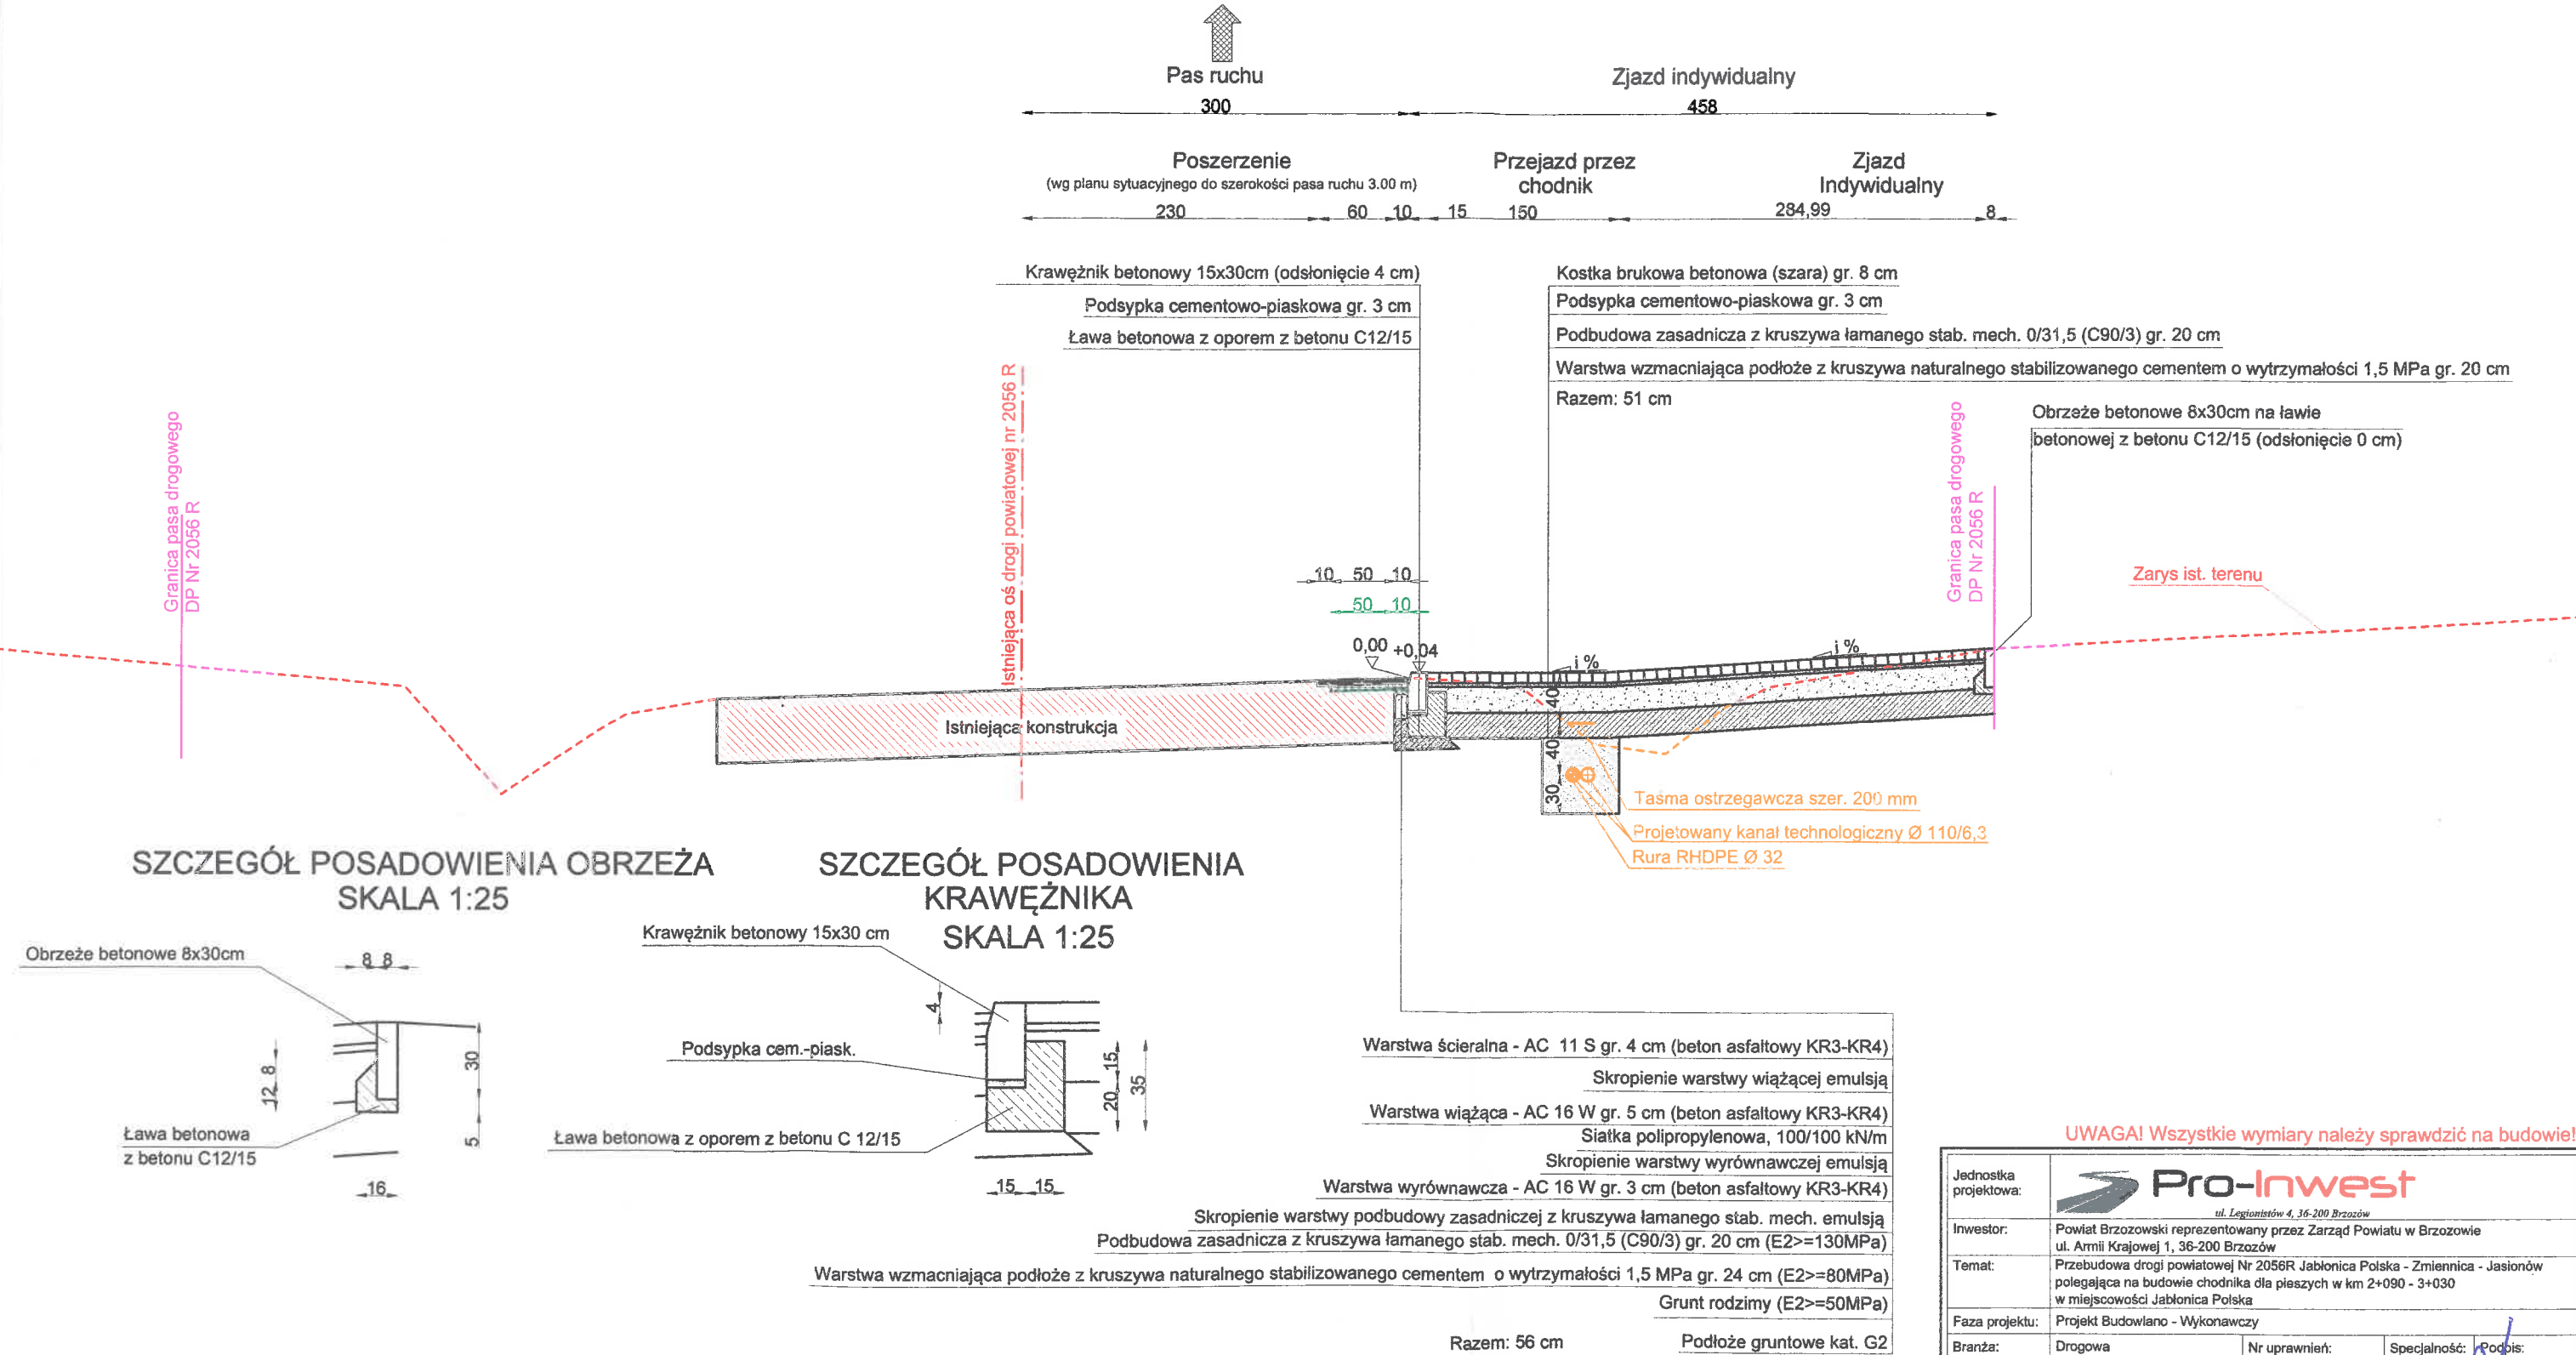 Pas ruchu
300
Zjazd indywidualny
458
Poszerzenie
(wg planu sytuacyjnego do szerokości pasa ruchu 3.00 m)
230 60 10 15 150 284,99 8
Przejazd przez
chodnik
Zjazd
Indywidualny
Krawężnik betonowy 15x30cm (odsłonięcie 4 cm)
Podsypka cementowo-piaskowa gr. 3 cm
Ława betonowa z oporem z betonu C12/15
Kostka brukowa betonowa (szara) gr. 8 cm
Podsypka cementowo-piaskowa gr. 3 cm
Podbudowa zasadnicza z kruszywa łamanego stab. mech. 0/31,5 (C90/3) gr. 20 cm
Warstwa wzmacniająca podłoże z kruszywa naturalnego stabilizowanego cementem o wytrzymałości 1,5 MPa gr. 20 cm
Razem: 51 cm
Obrzeże betonowe 8x30cm na ławie
betonowej z betonu C12/15 (odsłonięcie 0 cm)
Granica pasa drogowego
DP Nr 2056 R
Istniejąca oś drogi powiatowej nr 2056 R
Granica pasa drogowego
DP Nr 2056 R
Zarys ist. terenu
10 50 10
50 10
0,00 +0,04
i %
i %
Istniejąca konstrukcja
40
40
30
Taśma ostrzegawcza szer. 200 mm
Projetowany kanał technologiczny Ø 110/6,3
Rura RHDPE Ø 32
SZCZEGÓŁ POSADOWIENIA OBRZEŻA
SKALA 1:25
Obrzeże betonowe 8x30cm
8 8
12 8
30
5
Ława betonowa
z betonu C12/15
16
SZCZEGÓŁ POSADOWIENIA
KRAWĘŻNIKA
SKALA 1:25
Krawężnik betonowy 15x30 cm
4
Podsypka cem.-piask.
20 15
35
Ława betonowa z oporem z betonu C 12/15
15 15
Warstwa ścieralna - AC 11 S gr. 4 cm (beton asfaltowy KR3-KR4)
Skropienie warstwy wiążącej emulsją
Warstwa wiążąca - AC 16 W gr. 5 cm (beton asfaltowy KR3-KR4)
Siatka polipropylenowa, 100/100 kN/m
Skropienie warstwy wyrównawczej emulsją
Warstwa wyrównawcza - AC 16 W gr. 3 cm (beton asfaltowy KR3-KR4)
Skropienie warstwy podbudowy zasadniczej z kruszywa łamanego stab. mech. emulsją
Podbudowa zasadnicza z kruszywa łamanego stab. mech. 0/31,5 (C90/3) gr. 20 cm (E2>=130MPa)
Warstwa wzmacniająca podłoże z kruszywa naturalnego stabilizowanego cementem o wytrzymałości 1,5 MPa gr. 24 cm (E2>=80MPa)
Grunt rodzimy (E2>=50MPa)
Razem: 56 cm
Podłoże gruntowe kat. G2
UWAGA! Wszystkie wymiary należy sprawdzić na budowie!
Jednostka
projektowa:
Pro-Inwest
ul. Legionistów 4, 36-200 Brzozów
Inwestor:
Powiat Brzozowski reprezentowany przez Zarząd Powiatu w Brzozowie
ul. Armii Krajowej 1, 36-200 Brzozów
Temat:
Przebudowa drogi powiatowej Nr 2056R Jabłonica Polska - Zmiennica - Jasionów
polegająca na budowie chodnika dla pieszych w km 2+090 - 3+030
w miejscowości Jabłonica Polska
Faza projektu:
Projekt Budowlano - Wykonawczy
Branża:
Drogowa
Nr uprawnień:
Specjalność:
Podpis: